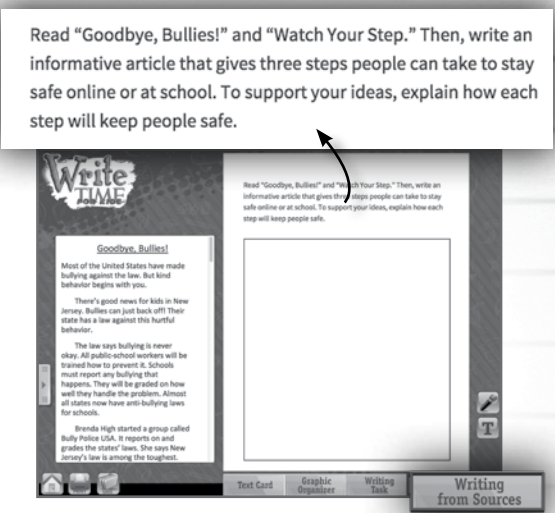 Read “Goodbye, Bullies!” and “Watch Your Step.” Then, write an
informative article that gives three steps people can take to stay
safe online or at school. To support your ideas, explain how each
step will keep people safe.
Write
TIME
FOR KIDS
Read “Goodbye, Bullies!” and “Watch Your Step.” Then, write an
informative article that gives three steps people can take to stay
safe online or at school. To support your ideas, explain how each
step will keep people safe.
Goodbye, Bullies!
Most of the United States have made
bullying against the law. But kind
behavior begins with you.
There's good news for kids in New
Jersey. Bullies can just back off! Their
state has a law against this hurtful
behavior.
The law says bullying is never
okay. All public-school workers will be
trained how to prevent it. Schools
must report any bullying that
happens. They will be graded on how
well they handle the problem. Almost
all states now have anti-bullying laws
for schools.
Brenda High started a group called
Bully Police USA. It reports on and
grades the states' laws. She says New
Jersey's law is among the toughest.
T
Text Card
Graphic
Organizer
Writing
Task
Writing
from Sources